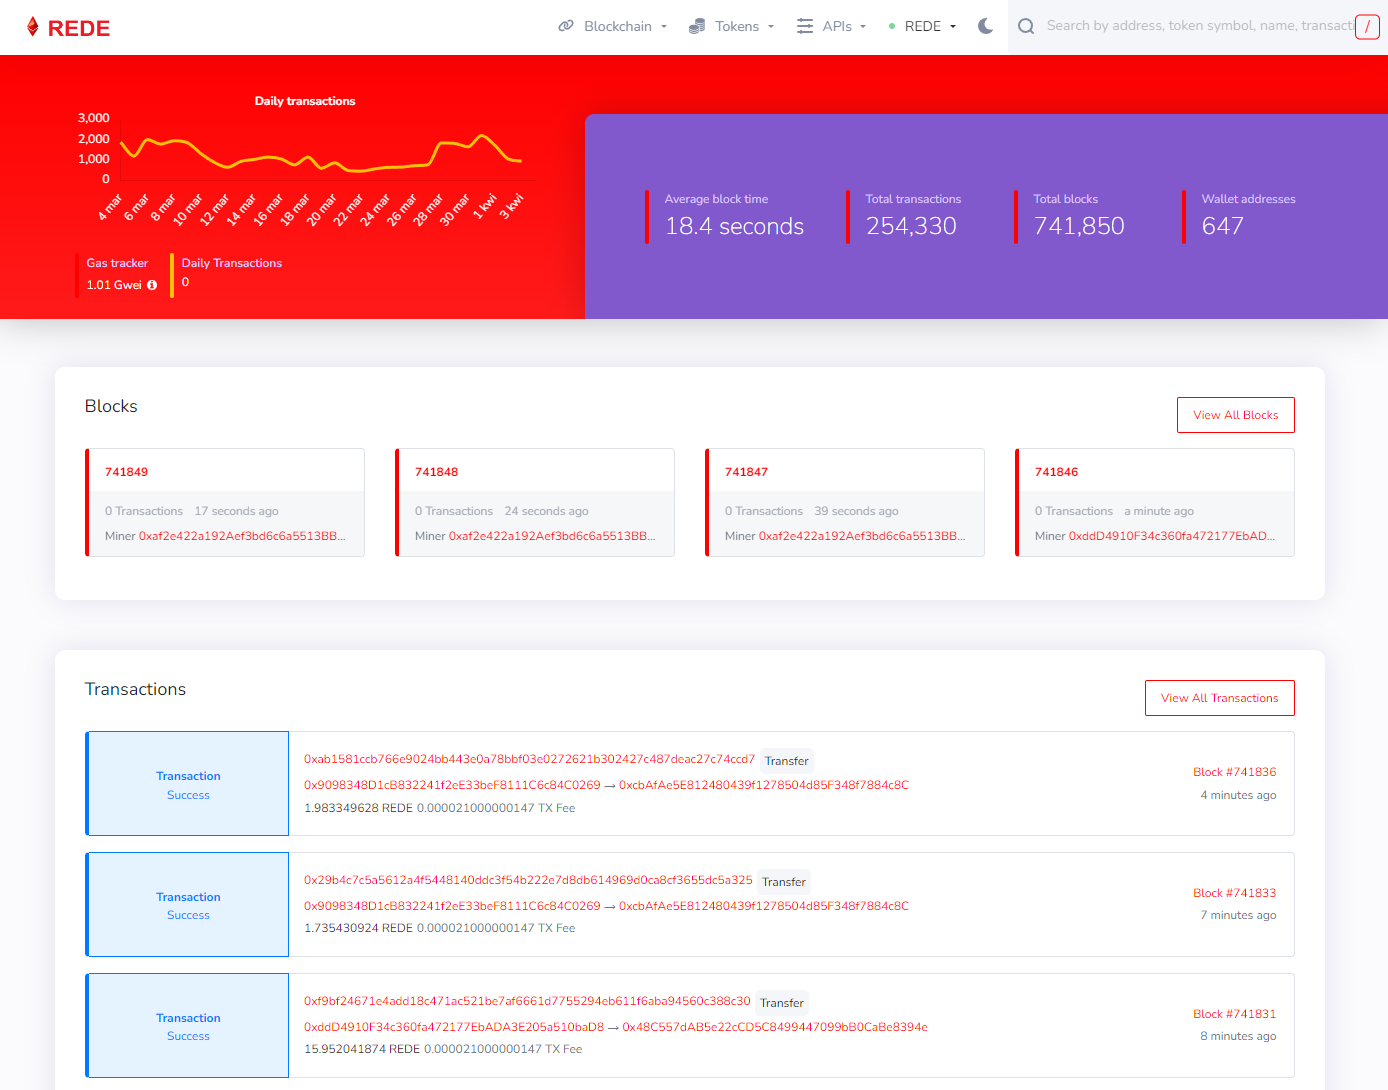 REDE
Blockchain
Tokens
APIs
REDE
Search by address, token symbol, name, transacti
/
Daily transactions
3,000
2,000
1,000
0
4 mar
6 mar
8 mar
10 mar
12 mar
14 mar
16 mar
18 mar
20 mar
22 mar
24 mar
26 mar
28 mar
30 mar
1 kwi
3 kwi
Gas tracker
1.01 Gwei
Daily Transactions
0
Average block time
18.4 seconds
Total transactions
254,330
Total blocks
741,850
Wallet addresses
647
Blocks
View All Blocks
741849
0 Transactions 17 seconds ago
Miner 0xaf2e422a192Aef3bd6c6a5513BB...
741848
0 Transactions 24 seconds ago
Miner 0xaf2e422a192Aef3bd6c6a5513BB...
741847
0 Transactions 39 seconds ago
Miner 0xaf2e422a192Aef3bd6c6a5513BB...
741846
0 Transactions a minute ago
Miner 0xddD4910F34c360fa472177EbAD...
Transactions
View All Transactions
Transaction
Success
0xab1581ccb766e9024bb443e0a78bbf03e0272621b302427c487deac27c74ccd7 Transfer
0x9098348D1cB832241f2eE33beF8111C6c84C0269 → 0xcbAfAe5E812480439f1278504d85F348f7884c8C
1.983349628 REDE 0.000021000000147 TX Fee
Block #741836
4 minutes ago
Transaction
Success
0x29b4c7c5a5612a4f5448140ddc3f54b222e7d8db614969d0ca8cf3655dc5a325 Transfer
0x9098348D1cB832241f2eE33beF8111C6c84C0269 → 0xcbAfAe5E812480439f1278504d85F348f7884c8C
1.735430924 REDE 0.000021000000147 TX Fee
Block #741833
7 minutes ago
Transaction
Success
0xf9bf24671e4add18c471ac521be7af6661d7755294eb611f6aba94560c388c30 Transfer
0xddD4910F34c360fa472177EbADA3E205a510baD8 → 0x48C557dAB5e22cCD5C8499447099bB0CaBe8394e
15.952041874 REDE 0.000021000000147 TX Fee
Block #741831
8 minutes ago